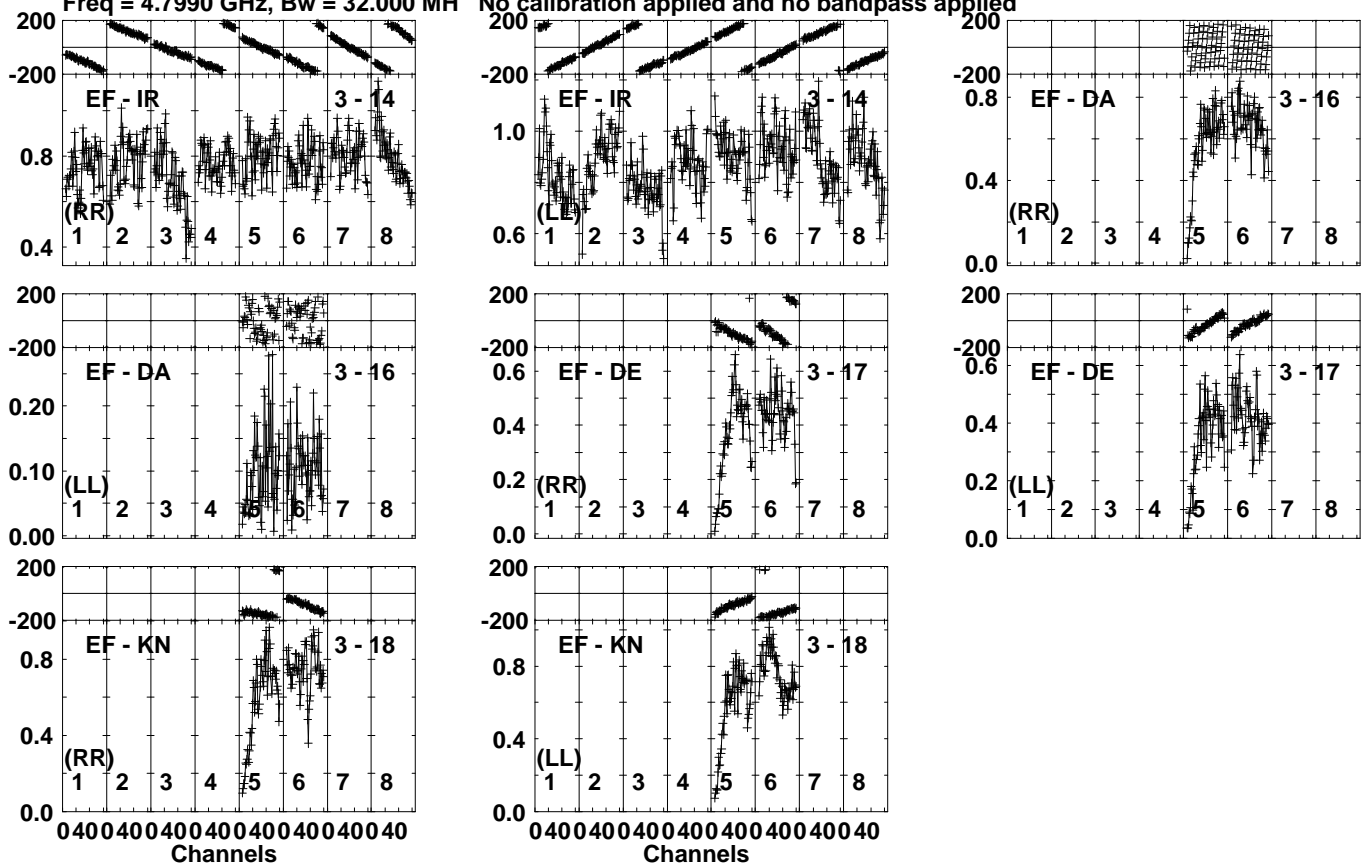 Freq = 4.7990 GHz, Bw = 32.000 MH No calibration applied and no bandpass applied
200
-200
EF - IR 3 - 14
0.8
(RR)
0.4
1 2 3 4 5 6 7 8
EF - IR 3 - 14
1.0
(LL)
0.6
1 2 3 4 5 6 7 8
200
-200
EF - DA 3 - 16
0.8
0.4
(RR)
0.0
1 2 3 4 5 6 7 8
200
-200
EF - DA 3 - 16
0.20
0.10
(LL)
0.00
1 2 3 4 5 6 7 8
200
-200
EF - DE 3 - 17
0.6
0.4
0.2
(RR)
0.0
1 2 3 4 5 6 7 8
200
-200
EF - DE 3 - 17
0.6
0.4
0.2
(LL)
0.0
1 2 3 4 5 6 7 8
200
-200
EF - KN 3 - 18
0.8
0.4
(RR)
0.0
1 2 3 4 5 6 7 8
0 40 0 40 0 40 0 40 0 40 0 40 0 40 0 40
Channels
200
-200
EF - KN 3 - 18
0.8
0.4
(LL)
0.0
1 2 3 4 5 6 7 8
0 40 0 40 0 40 0 40 0 40 0 40 0 40 0 40
Channels